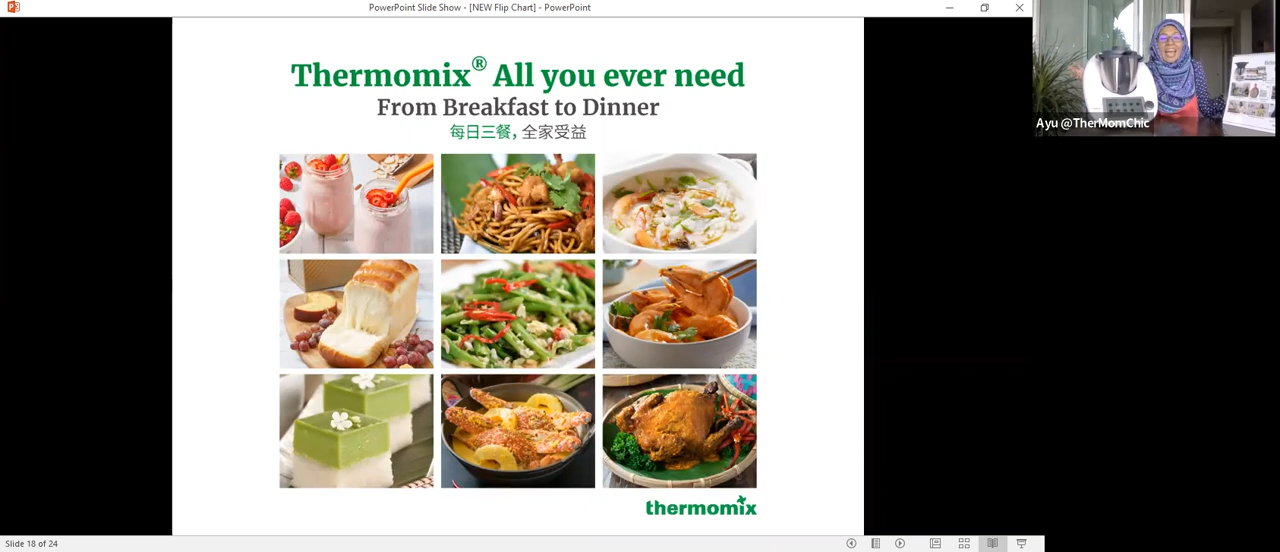 PowerPoint Slide Show - [NEW Flip Chart] - PowerPoint
Thermomix® All you ever need
From Breakfast to Dinner
每日三餐, 全家受益
Ayu @TherMomChic
thermomix
Slide 18 of 24